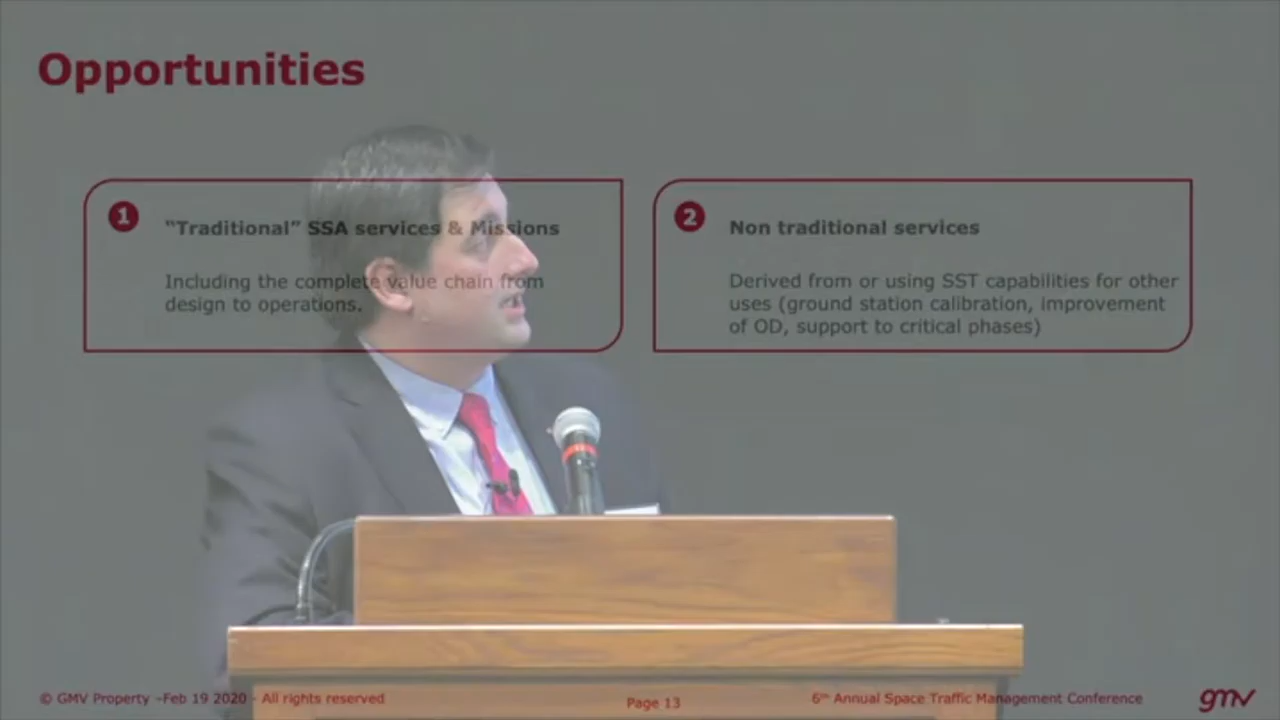 Opportunities
1
“Traditional” SSA services & Missions
Including the complete value chain from
design to operations.
2
Non traditional services
Derived from or using SST capabilities for other
uses (ground station calibration, improvement
of OD, support to critical phases)
© GMV Property –Feb 19 2020 - All rights reserved
Page 13
6th Annual Space Traffic Management Conference
gmv